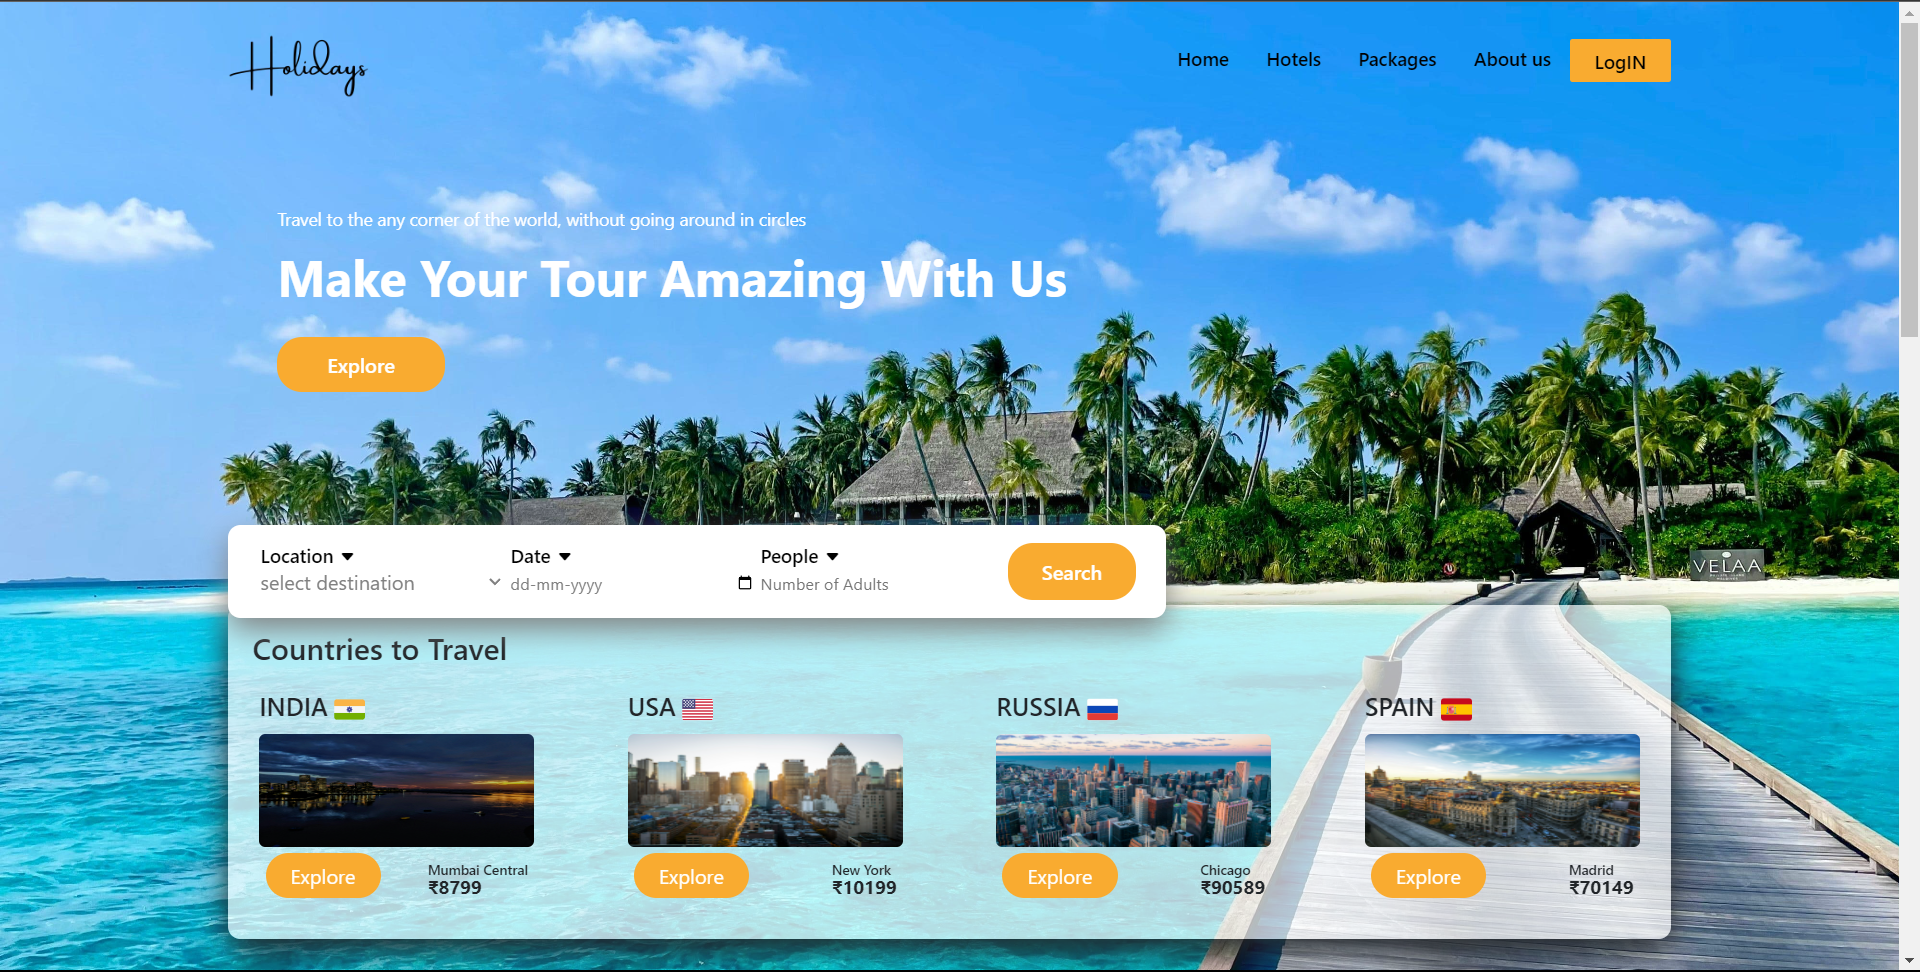 Holidays
Home Hotels Packages About us LogIN
Travel to the any corner of the world, without going around in circles
Make Your Tour Amazing With Us
Explore
Location Date People
select destination dd-mm-yyyy Number of Adults
Search
VELAA
Countries to Travel
INDIA USA RUSSIA SPAIN
Explore Mumbai Central ₹8799
Explore New York ₹10199
Explore Chicago ₹90589
Explore Madrid ₹70149